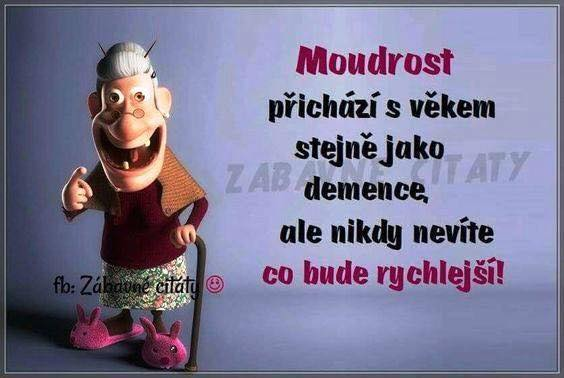 Moudrost
přichází s věkem
stejně jako
ZÁBAVNÉ CITÁTY
demence,
ale nikdy nevíte
co bude rychlejší!
fb: Zábavné citáty